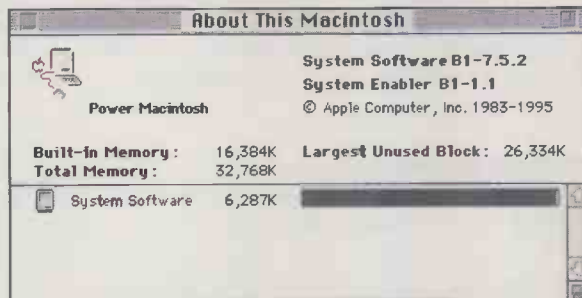 About This Macintosh
System Software B1-7.5.2
System Enabler B1-1.1
Power Macintosh
© Apple Computer, Inc. 1983-1995
Built-in Memory: 16,384K Largest Unused Block: 26,334K
Total Memory: 32,768K
System Software 6,287K